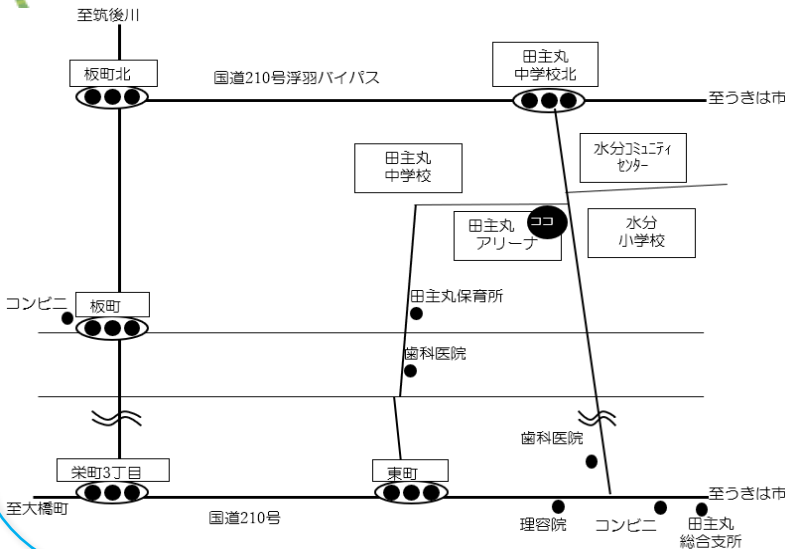 至筑後川
板町北
国道210号浮羽バイパス
田主丸
中学校北
至うきは市
田主丸
中学校
水分ｺﾐｭﾆﾃｨ
ｾﾝﾀｰ
田主丸
アリーナ
ココ
水分
小学校
コンビニ
板町
田主丸保育所
歯科医院
歯科医院
栄町3丁目
東町
至うきは市
至大橋町
国道210号
理容院
コンビニ
田主丸
総合支所